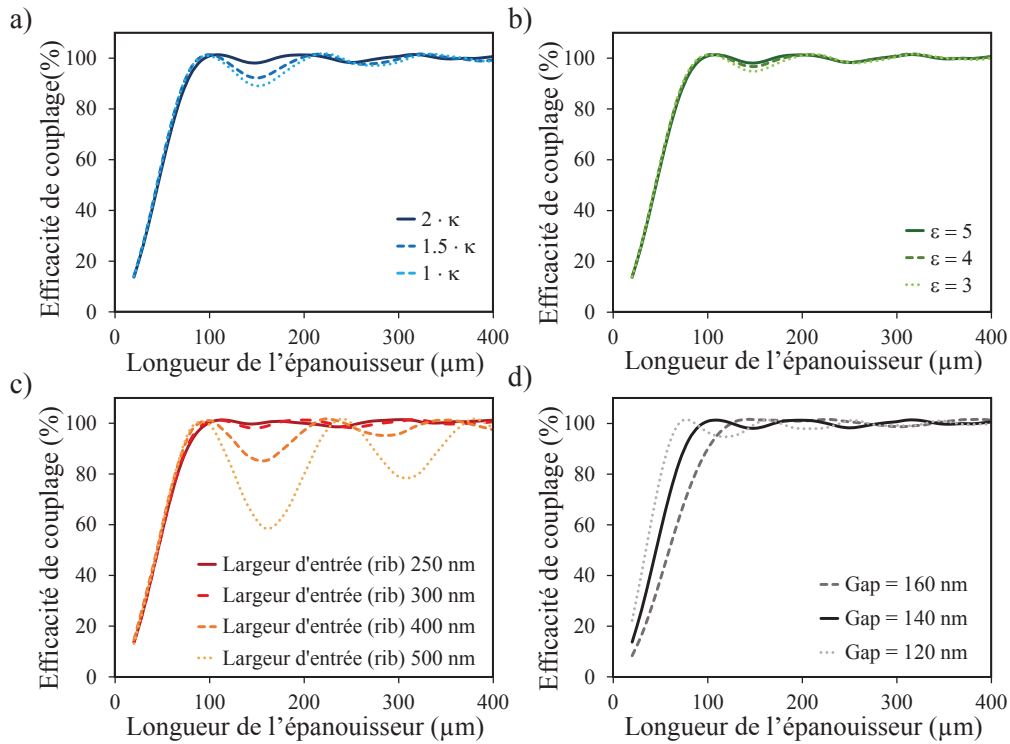 a)
Efficacité de couplage(%)
100
80
60
40
20
0
2 · κ
1.5 · κ
1 · κ
0
100
200
300
400
Longueur de l’épanouisseur (µm)
b)
Efficacité de couplage (%)
100
80
60
40
20
0
ε = 5
ε = 4
ε = 3
0
100
200
300
400
Longueur de l’épanouisseur (µm)
c)
Efficacité de couplage (%)
100
80
60
40
20
0
Largeur d'entrée (rib) 250 nm
Largeur d'entrée (rib) 300 nm
Largeur d'entrée (rib) 400 nm
Largeur d'entrée (rib) 500 nm
0
100
200
300
400
Longueur de l’épanouisseur (µm)
d)
Efficacité de couplage (%)
100
80
60
40
20
0
Gap = 160 nm
Gap = 140 nm
Gap = 120 nm
0
100
200
300
400
Longueur de l’épanouisseur (µm)